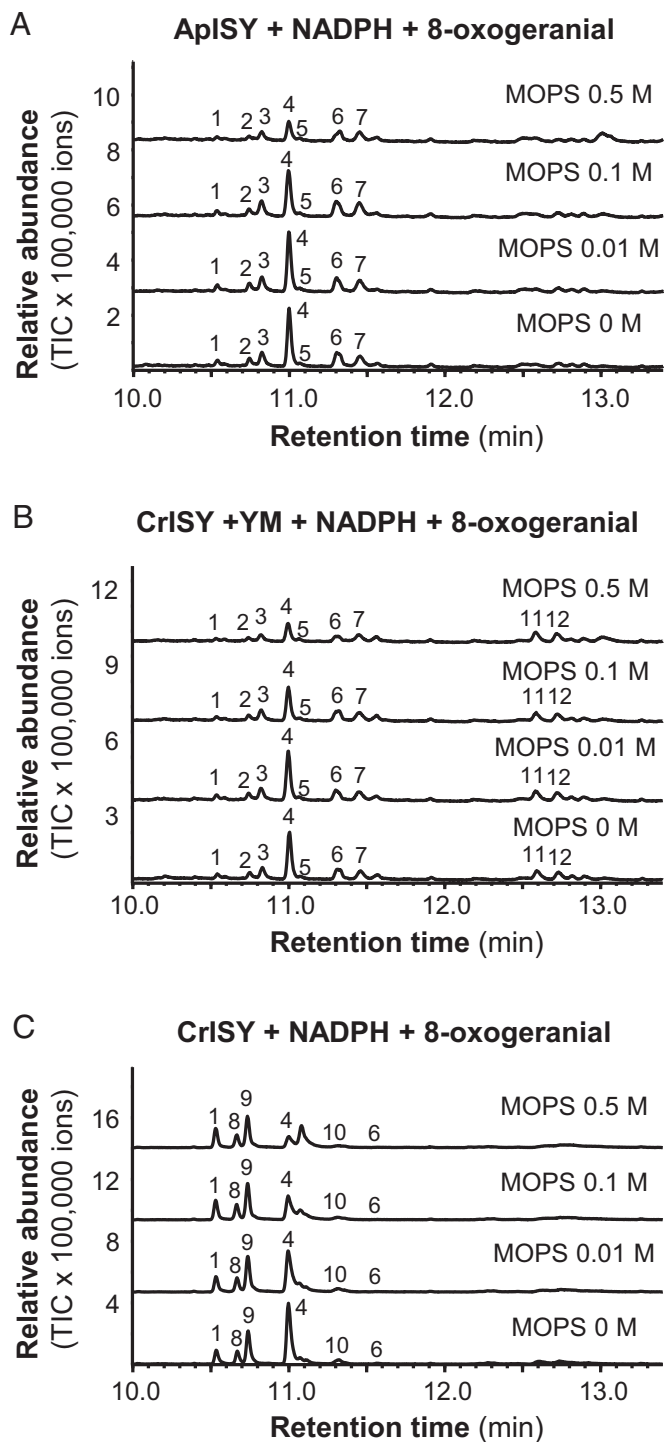 A
ApISY + NADPH + 8-oxogeranial
Relative abundance
(TIC x 100,000 ions)
10
8
6
4
2
MOPS 0.5 M
1 2 3 4 5 6 7
MOPS 0.1 M
1 2 3 4 5 6 7
MOPS 0.01 M
1 2 3 4 5 6 7
MOPS 0 M
1 2 3 4 5 6 7
10.0 11.0 12.0 13.0
Retention time (min)
B
CrISY +YM + NADPH + 8-oxogeranial
Relative abundance
(TIC x 100,000 ions)
12
9
6
3
MOPS 0.5 M
1 2 3 4 5 6 7 11 12
MOPS 0.1 M
1 2 3 4 5 6 7 11 12
MOPS 0.01 M
1 2 3 4 5 6 7 11 12
MOPS 0 M
1 2 3 4 5 6 7 11 12
10.0 11.0 12.0 13.0
Retention time (min)
C
CrISY + NADPH + 8-oxogeranial
Relative abundance
(TIC x 100,000 ions)
16
12
8
4
MOPS 0.5 M
1 8 9 4 10 6
MOPS 0.1 M
1 8 9 4 10 6
MOPS 0.01 M
1 8 9 4 10 6
MOPS 0 M
1 8 9 4 10 6
10.0 11.0 12.0 13.0
Retention time (min)